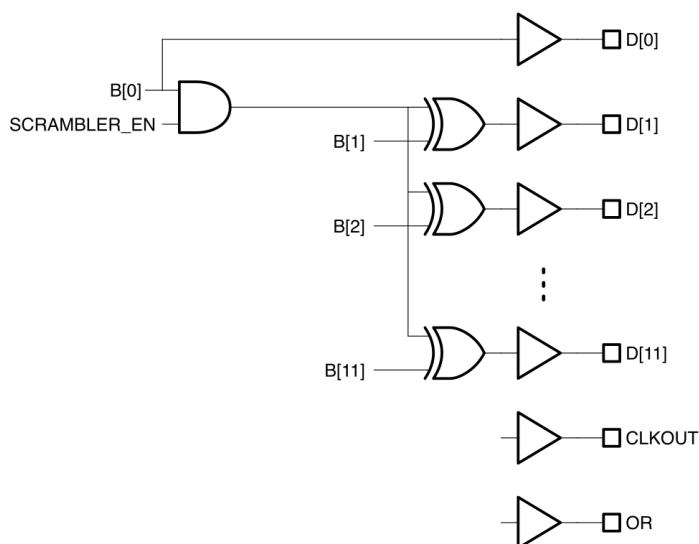 D[0]
B[0]
SCRAMBLER_EN
D[1]
B[1]
D[2]
B[2]
D[11]
B[11]
CLKOUT
OR